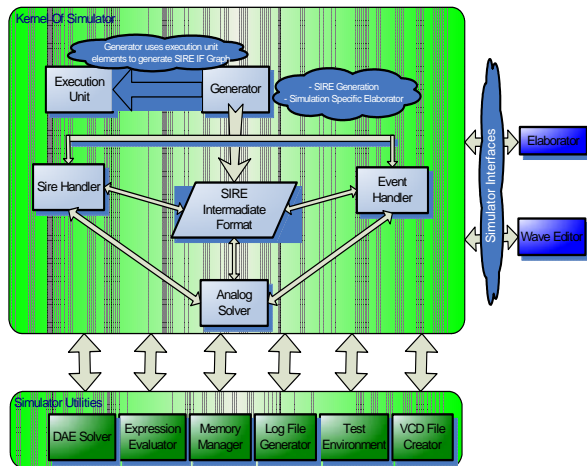 Kernel Of Simulator
Generator uses execution unit
elements to generate SIRE IF Graph
Execution
Unit
Generator
- SIRE Generation
- Simulation Specific Elaborator
Sire Handler
SIRE
Intermadiate
Format
Event
Handler
Analog
Solver
Simulator Interfaces
Elaborator
Wave Editor
Simulator Utilities
DAE Solver
Expression
Evaluator
Memory
Manager
Log File
Generator
Test
Environment
VCD File
Creator